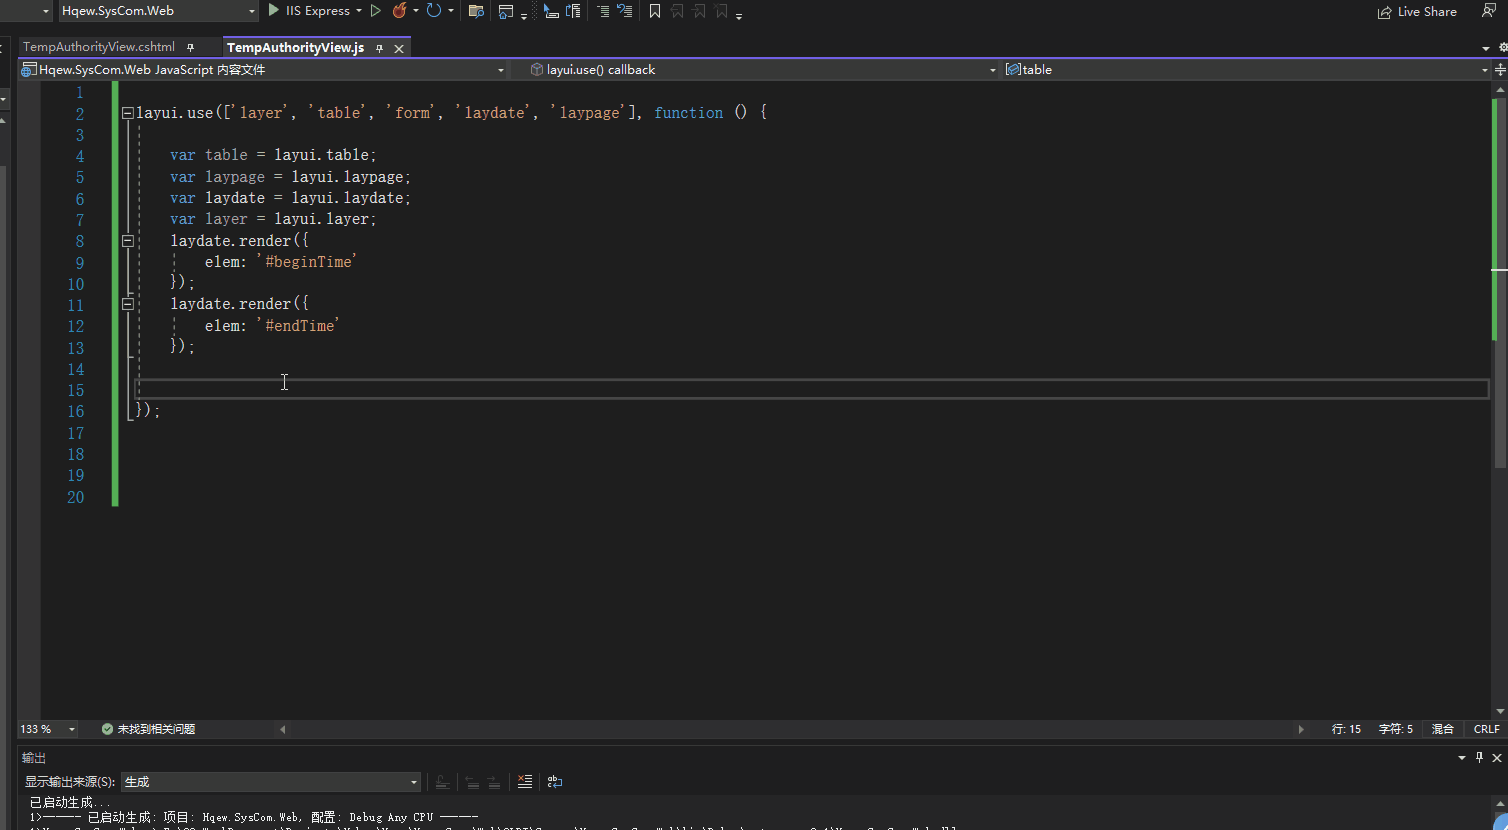 Hqew.SysCom.Web IIS Express Live Share
TempAuthorityView.cshtml TempAuthorityView.js
Hqew.SysCom.Web JavaScript 内容文件 layui.use() callback table
1
2 layui.use(['layer', 'table', 'form', 'laydate', 'laypage'], function () {
3
4 var table = layui.table;
5 var laypage = layui.laypage;
6 var laydate = layui.laydate;
7 var layer = layui.layer;
8 laydate.render({
9 elem: '#beginTime'
10 });
11 laydate.render({
12 elem: '#endTime'
13 });
14
15
16 });
17
18
19
20
133 % 未找到相关问题 行: 15 字符: 5 混合 CRLF
输出
显示输出来源(S): 生成
已启动生成...
1>------ 已启动生成: 项目: Hqew.SysCom.Web, 配置: Debug Any CPU ------